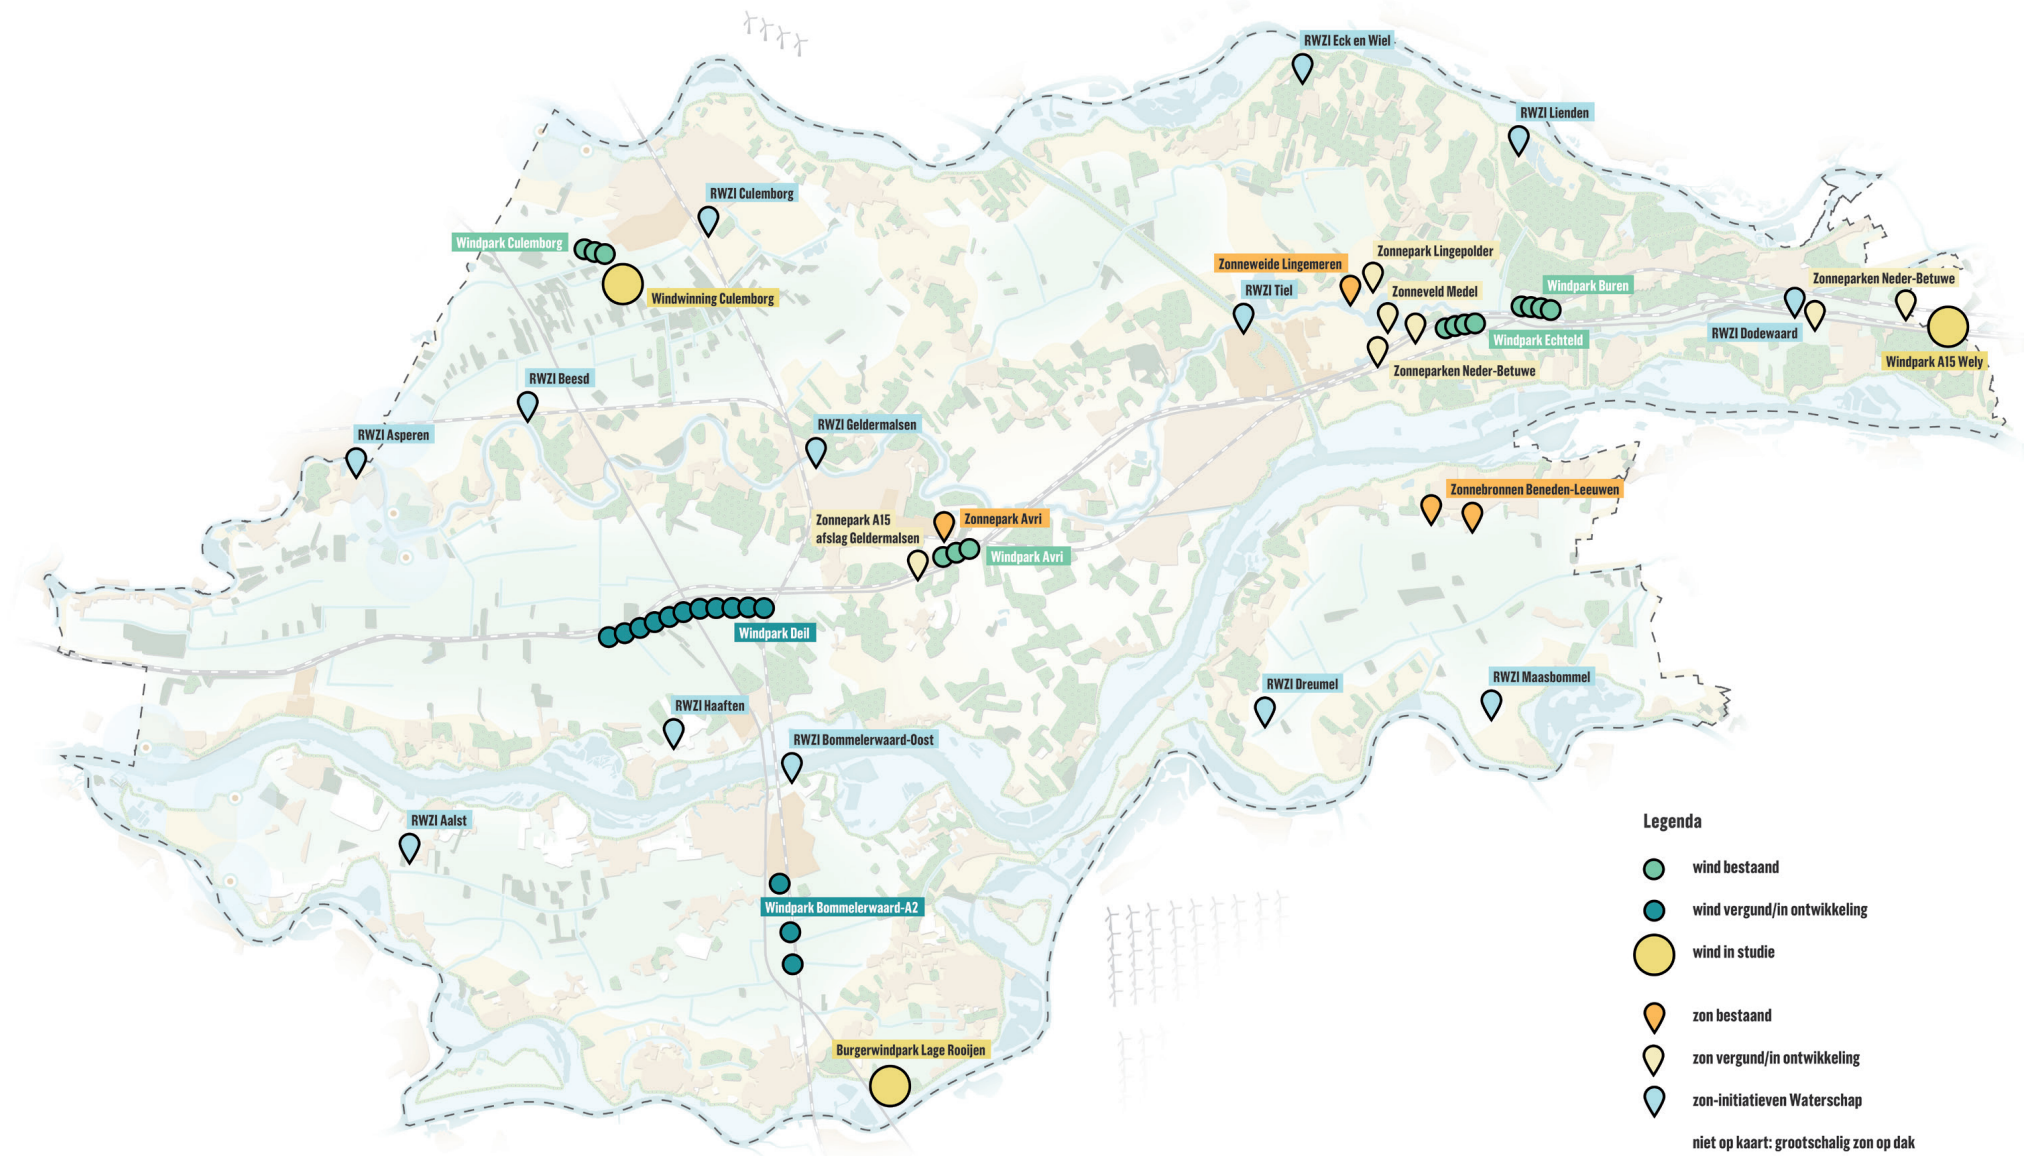 RWZI Eck en Wiel
RWZI Lienden
RWZI Culemborg
Windpark Culemborg
Windwinning Culemborg
Zonnepark Lingepolder
Zonneweide Lingemeren
RWZI Tiel
Zonneveld Medel
Windpark Buren
Zonneparken Neder-Betuwe
Windpark Echteld
RWZI Dodewaard
Windpark A15 Wely
Zonneparken Neder-Betuwe
RWZI Beesd
RWZI Asperen
RWZI Geldermalsen
Zonnebronnen Beneden-Leeuwen
Zonnepark A15
afslag Geldermalsen
Zonnepark Avri
Windpark Avri
Windpark Deil
RWZI Dreumel
RWZI Maasbommel
RWZI Haaften
RWZI Bommelerwaard-Oost
RWZI Aalst
Windpark Bommelerwaard-A2
Burgerwindpark Lage Rooijen
Legenda
wind bestaand
wind vergund/in ontwikkeling
wind in studie
zon bestaand
zon vergund/in ontwikkeling
zon-initiatieven Waterschap
niet op kaart: grootschalig zon op dak